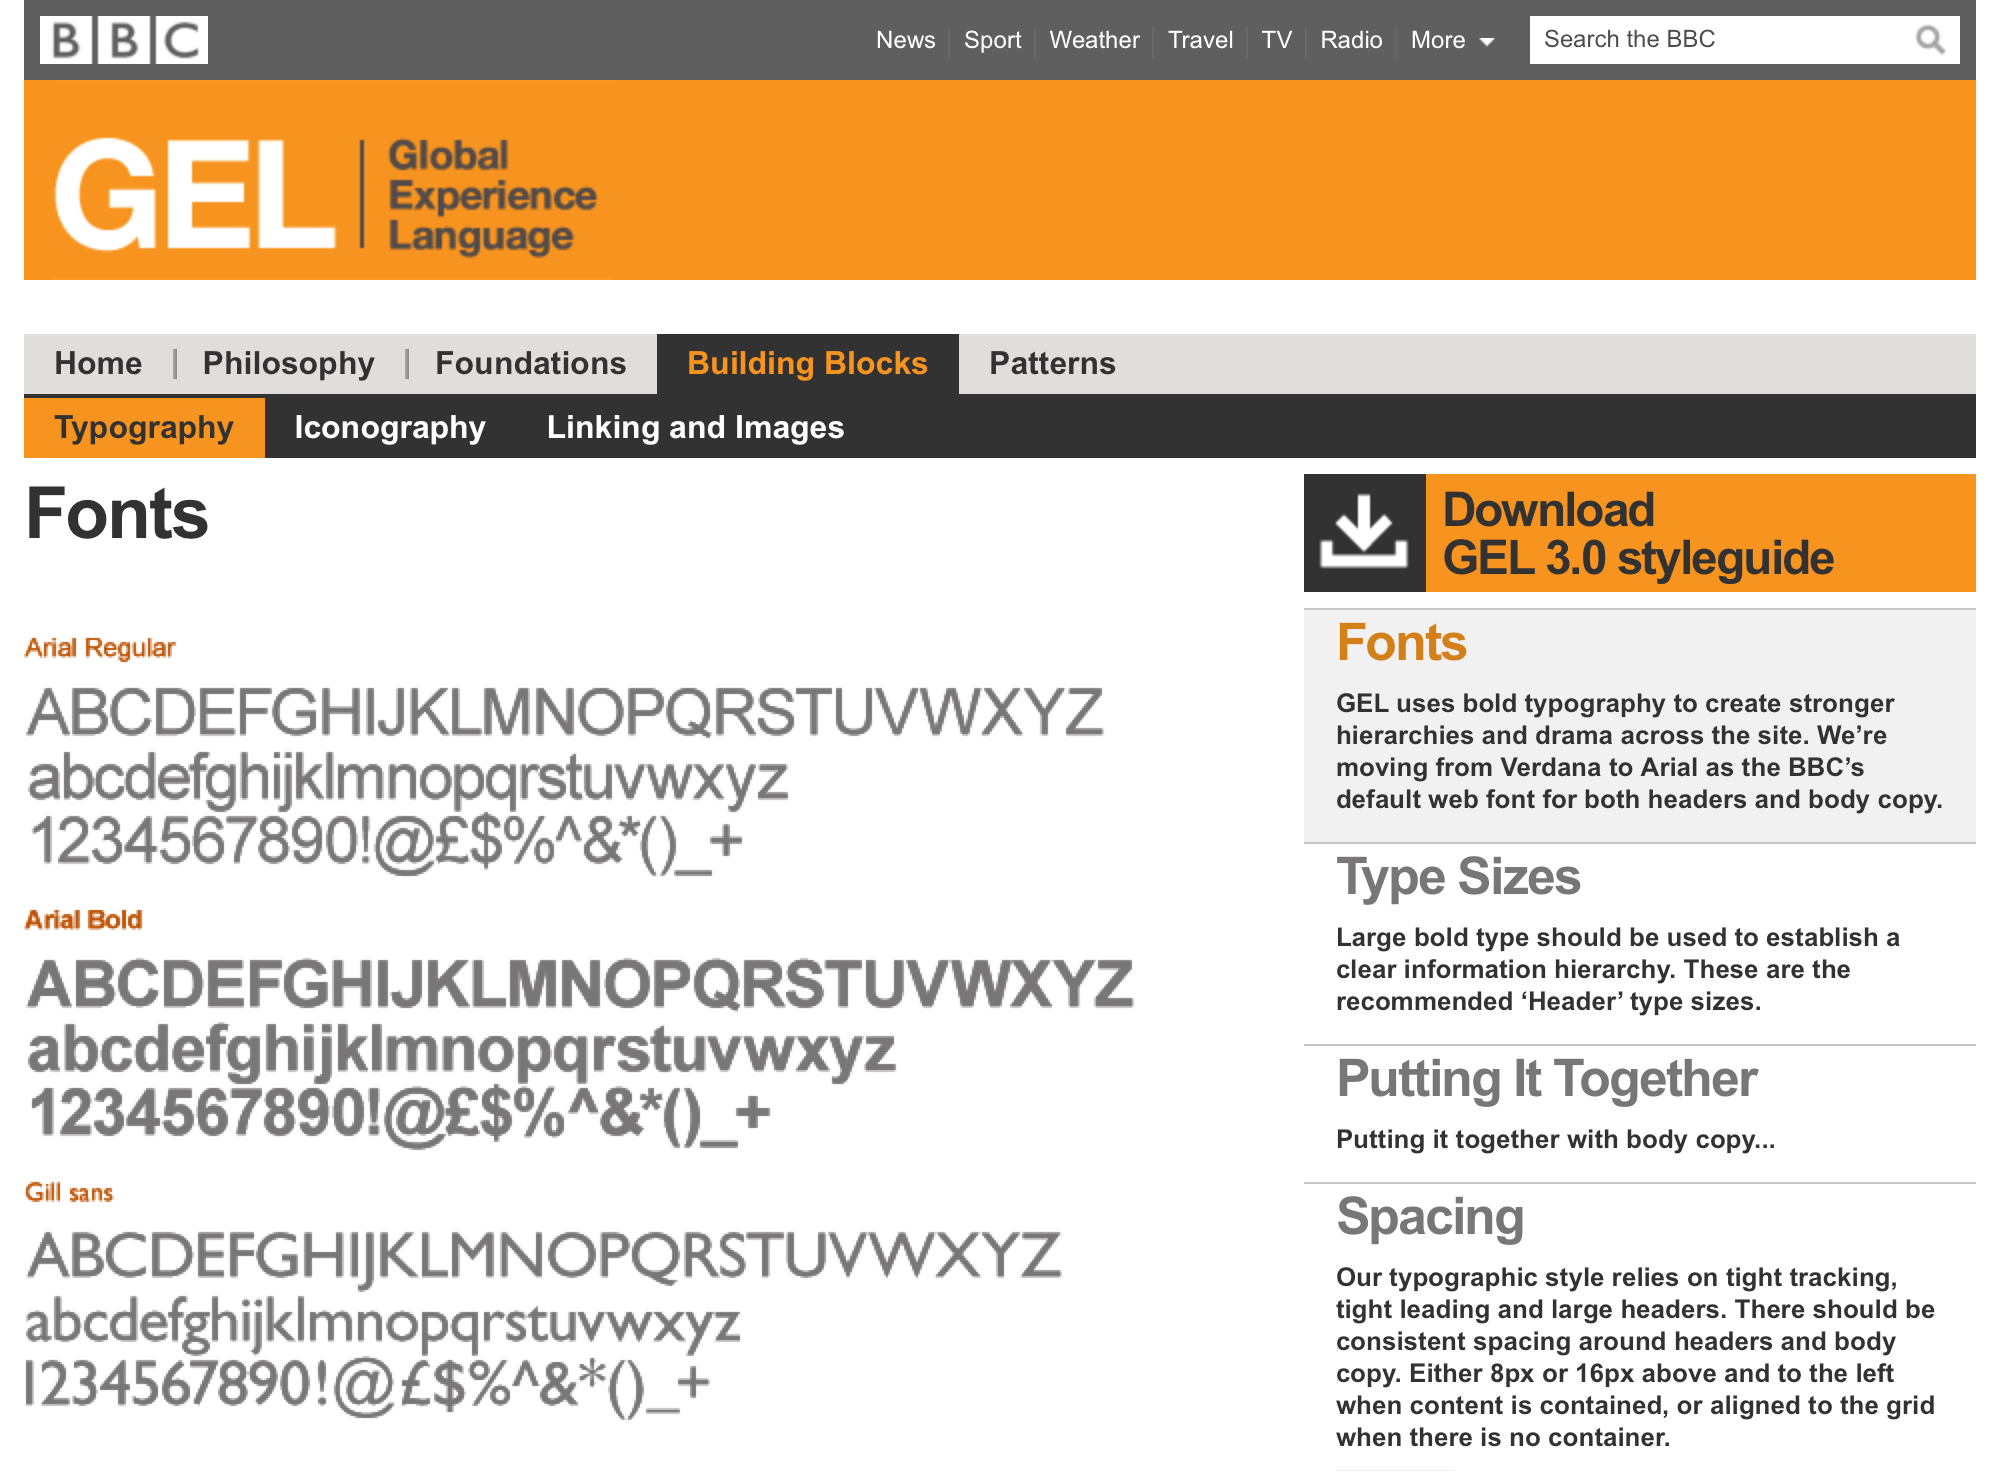 BBC
News Sport Weather Travel TV Radio More Search the BBC
GEL
Global
Experience
Language
Home Philosophy Foundations Building Blocks Patterns
Typography Iconography Linking and Images
Fonts
Arial Regular
ABCDEFGHIJKLMNOPQRSTUVWXYZ
abcdefghijklmnopqrstuvwxyz
1234567890!@£$%^&*()_+
Arial Bold
ABCDEFGHIJKLMNOPQRSTUVWXYZ
abcdefghijklmnopqrstuvwxyz
1234567890!@£$%^&*()_+
Gill sans
ABCDEFGHIJKLMNOPQRSTUVWXYZ
abcdefghijklmnopqrstuvwxyz
1234567890!@£$%^&*()_+
Download
GEL 3.0 styleguide
Fonts
GEL uses bold typography to create stronger
hierarchies and drama across the site. We’re
moving from Verdana to Arial as the BBC’s
default web font for both headers and body copy.
Type Sizes
Large bold type should be used to establish a
clear information hierarchy. These are the
recommended ‘Header’ type sizes.
Putting It Together
Putting it together with body copy...
Spacing
Our typographic style relies on tight tracking,
tight leading and large headers. There should be
consistent spacing around headers and body
copy. Either 8px or 16px above and to the left
when content is contained, or aligned to the grid
when there is no container.